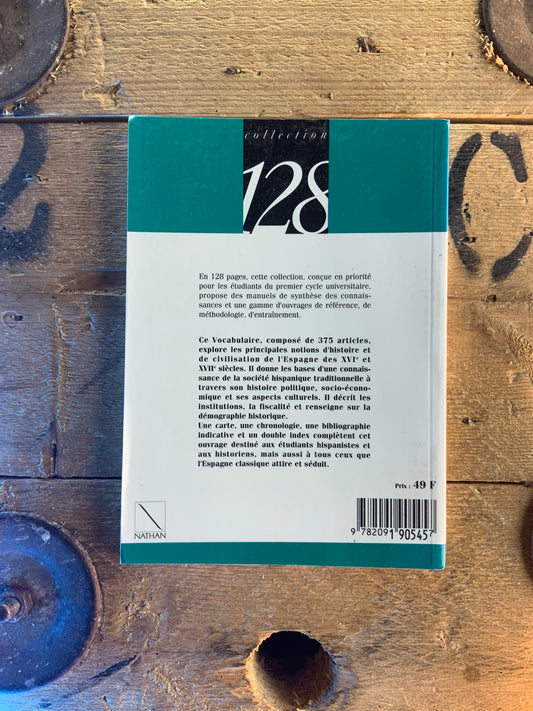 collection
128
2
C
En 128 pages, cette collection, conçue en priorité
pour les étudiants du premier cycle universitaire,
propose des manuels de synthèse des connais-
sances et une gamme d'ouvrages de référence, de
méthodologie, d'entraînement.
Ce Vocabulaire, composé de 375 articles,
explore les principales notions d'histoire et
de civilisation de l'Espagne des XVIe et
XVIIe siècles. Il donne les bases d'une connais-
sance de la société hispanique traditionnelle à
travers son histoire politique, socio-écono-
mique et ses aspects culturels. Il décrit les
institutions, la fiscalité et renseigne sur la
démographie historique.
Une carte, une chronologie, une bibliographie
indicative et un double index complètent cet
ouvrage destiné aux étudiants hispanistes et
aux historiens, mais aussi à tous ceux que
l'Espagne classique attire et séduit.
Prix : 49 F
NATHAN
9 782091 905457